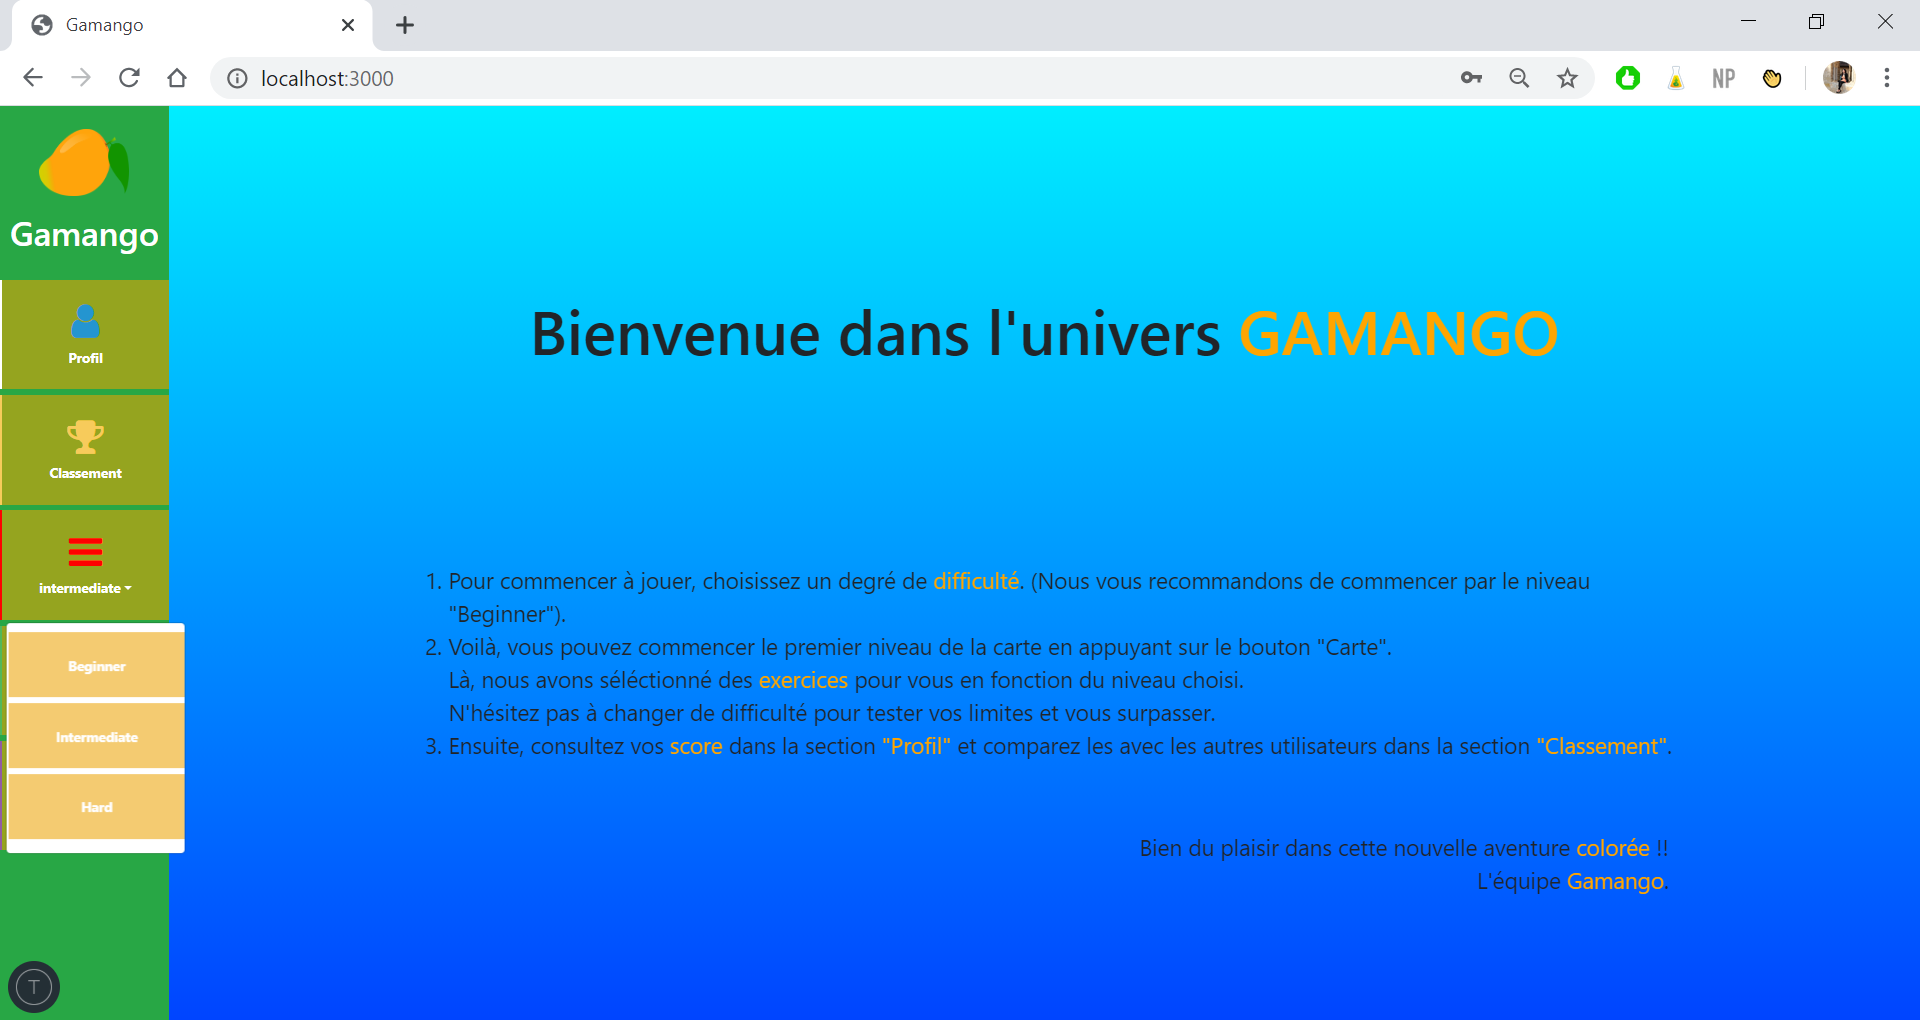 Gamango
localhost:3000
NP
Gamango
Profil
Classement
intermediate
Beginner
Intermediate
Hard
T
Bienvenue dans l'univers GAMANGO
1. Pour commencer à jouer, choisissez un degré de difficulté. (Nous vous recommandons de commencer par le niveau
"Beginner").
2. Voilà, vous pouvez commencer le premier niveau de la carte en appuyant sur le bouton "Carte".
Là, nous avons séléctionné des exercices pour vous en fonction du niveau choisi.
N'hésitez pas à changer de difficulté pour tester vos limites et vous surpasser.
3. Ensuite, consultez vos score dans la section "Profil" et comparez les avec les autres utilisateurs dans la section "Classement".
Bien du plaisir dans cette nouvelle aventure colorée !!
L'équipe Gamango.